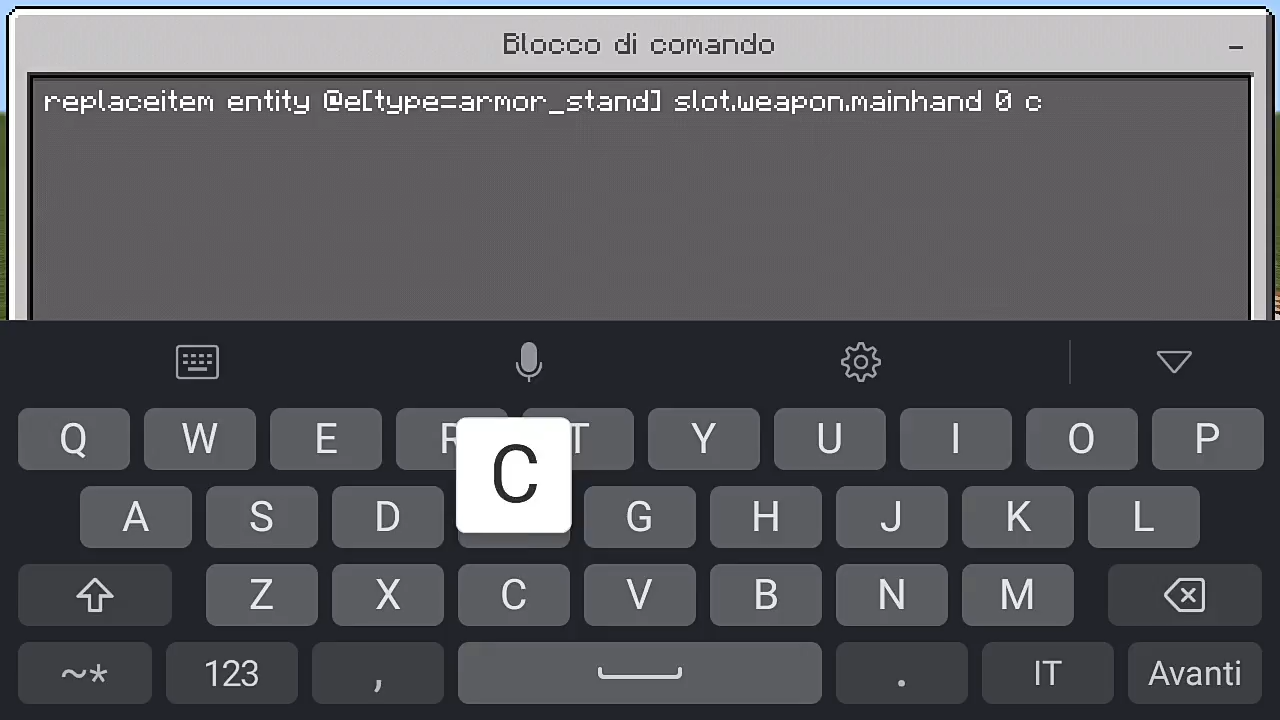 Blocco di comando
replaceitem entity @e[type=armor_stand] slot.weapon.mainhand 0 c
Q W E R T Y U I O P
C
A S D G H J K L
Z X C V B N M
~* 123 , . IT Avanti